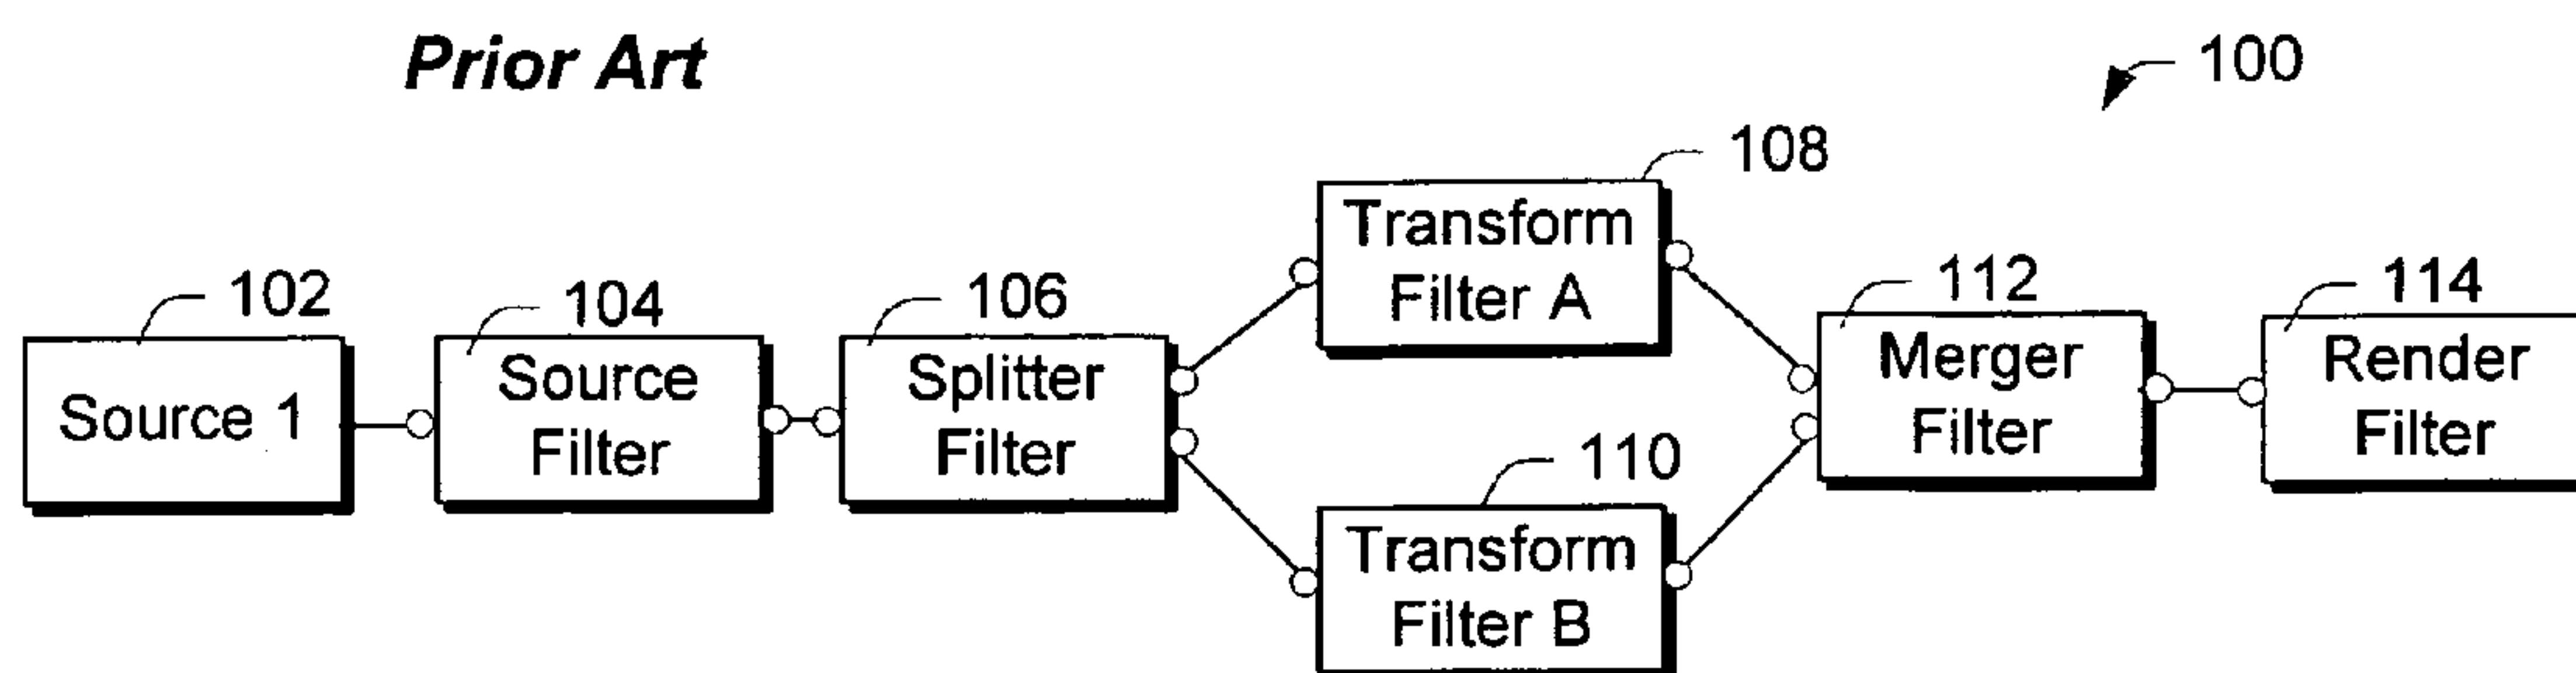 Prior Art
100
102
Source 1
104
Source
Filter
106
Splitter
Filter
108
Transform
Filter A
110
Transform
Filter B
112
Merger
Filter
114
Render
Filter